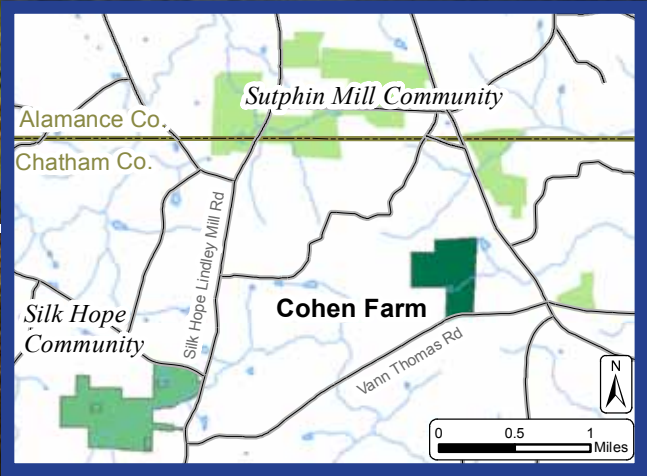 Sutphin Mill Community
Alamance Co.
Chatham Co.
Silk Hope Lindley Mill Rd
Cohen Farm
Silk Hope
Community
Vann Thomas Rd
N
0 0.5 1
Miles